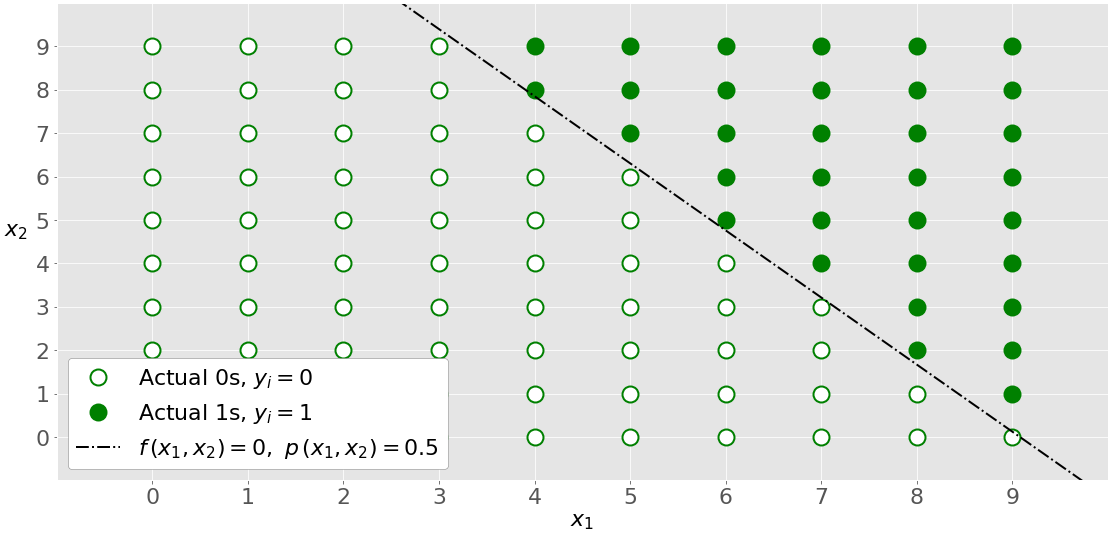 9
8
7
6
5
x₂
4
3
2
1
0
Actual 0s, yᵢ = 0
Actual 1s, yᵢ = 1
f(x₁, x₂) = 0, p(x₁, x₂) = 0.5
0 1 2 3 4 5 6 7 8 9
x₁